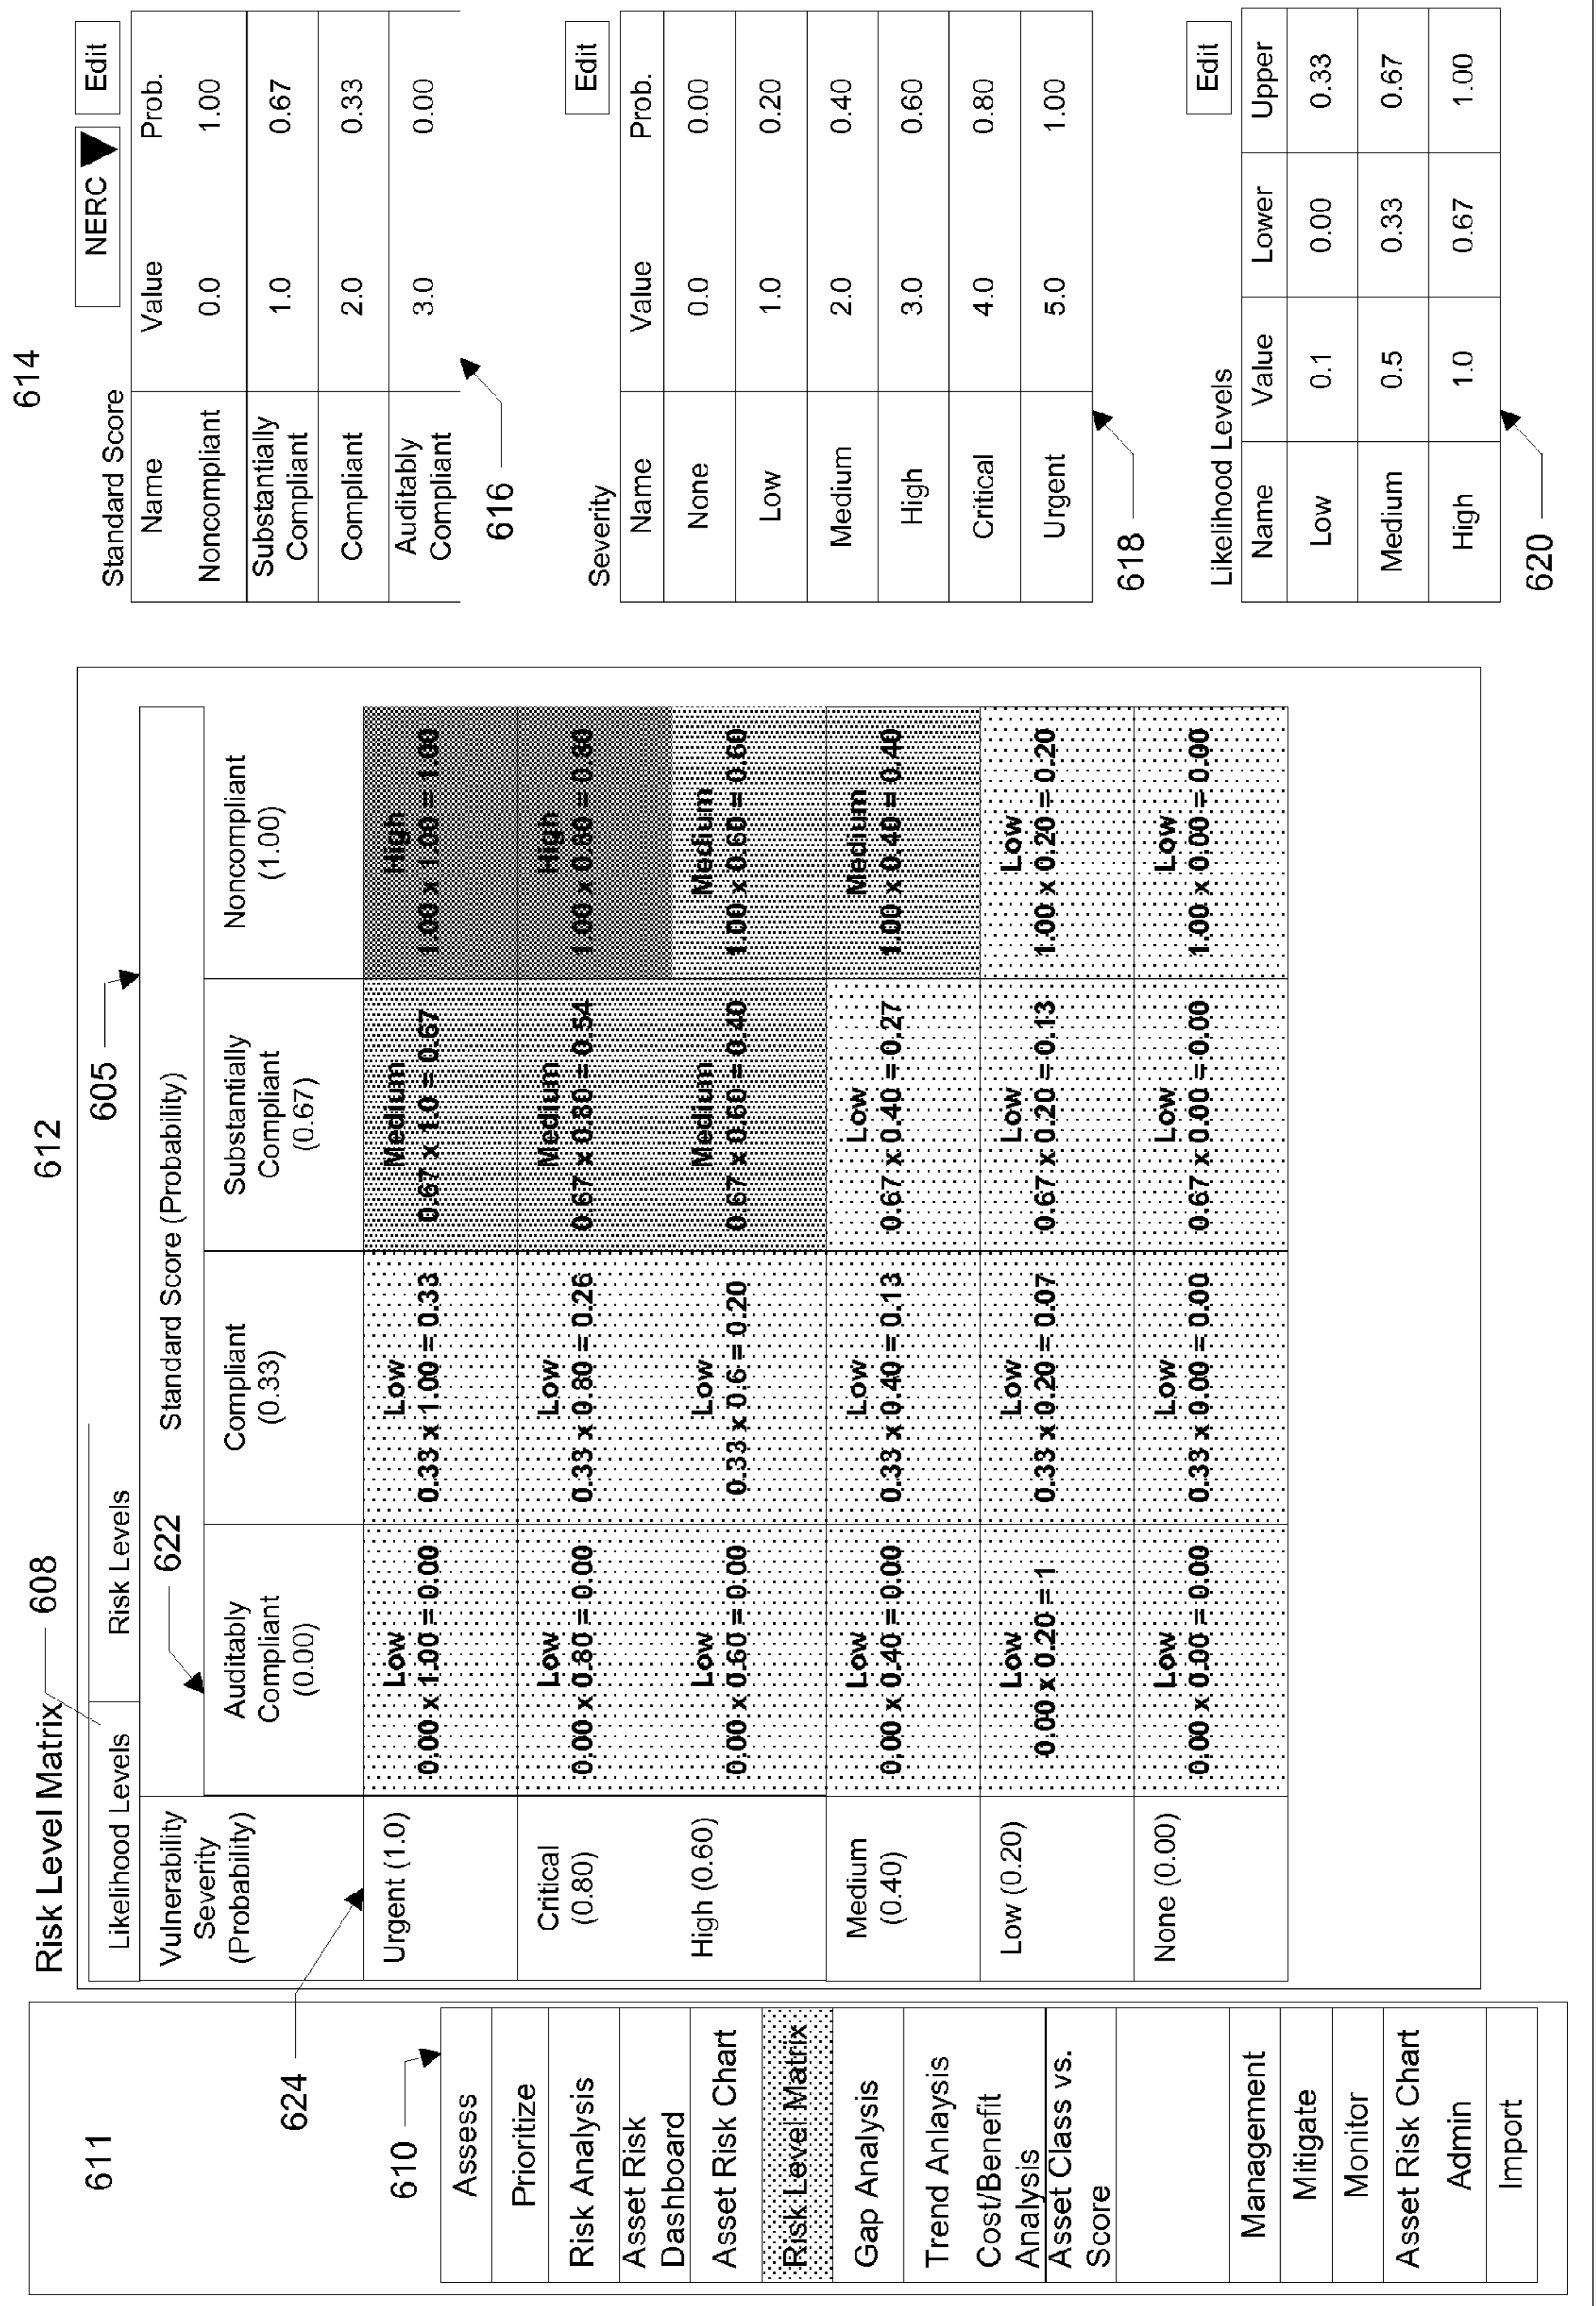 611
610
Assess
Prioritize
Risk Analysis
Asset Risk
Dashboard
Asset Risk Chart
Risk Level Matrix
Gap Analysis
Trend Anlaysis
Cost/Benefit
Analysis
Asset Class vs.
Score
Management
Mitigate
Monitor
Asset Risk Chart
Admin
Import
612
Risk Level Matrix
608
Likelihood Levels
Risk Levels
605
622
624
Vulnerability
Severity
(Probability)
Standard Score (Probability)
Auditably
Compliant
(0.00)
Compliant
(0.33)
Substantially
Compliant
(0.67)
Noncompliant
(1.00)
Urgent (1.0)
Low
0.00 x 1.00 = 0.00
Low
0.33 x 1.00 = 0.33
Medium
0.67 x 1.0 = 0.67
High
1.00 x 1.00 = 1.00
Critical
(0.80)
Low
0.00 x 0.80 = 0.00
Low
0.33 x 0.80 = 0.26
Medium
0.67 x 0.80 = 0.54
High
1.00 x 0.80 = 0.80
High (0.60)
Low
0.00 x 0.60 = 0.00
Low
0.33 x 0.6 = 0.20
Medium
0.67 x 0.60 = 0.40
Medium
1.00 x 0.60 = 0.60
Medium
(0.40)
Low
0.00 x 0.40 = 0.00
Low
0.33 x 0.40 = 0.13
Low
0.67 x 0.40 = 0.27
Medium
1.00 x 0.40 = 0.40
Low (0.20)
Low
0.00 x 0.20 = 1
Low
0.33 x 0.20 = 0.07
Low
0.67 x 0.20 = 0.13
Low
1.00 x 0.20 = 0.20
None (0.00)
Low
0.00 x 0.00 = 0.00
Low
0.33 x 0.00 = 0.00
Low
0.67 x 0.00 = 0.00
Low
1.00 x 0.00 = 0.00
614
Standard Score
NERC
Edit
Name Value Prob.
Noncompliant 0.0 1.00
Substantially
Compliant 1.0 0.67
Compliant 2.0 0.33
Auditably
Compliant 3.0 0.00
616
Severity
Edit
Name Value Prob.
None 0.0 0.00
Low 1.0 0.20
Medium 2.0 0.40
High 3.0 0.60
Critical 4.0 0.80
Urgent 5.0 1.00
618
Likelihood Levels
Edit
Name Value Lower Upper
Low 0.1 0.00 0.33
Medium 0.5 0.33 0.67
High 1.0 0.67 1.00
620